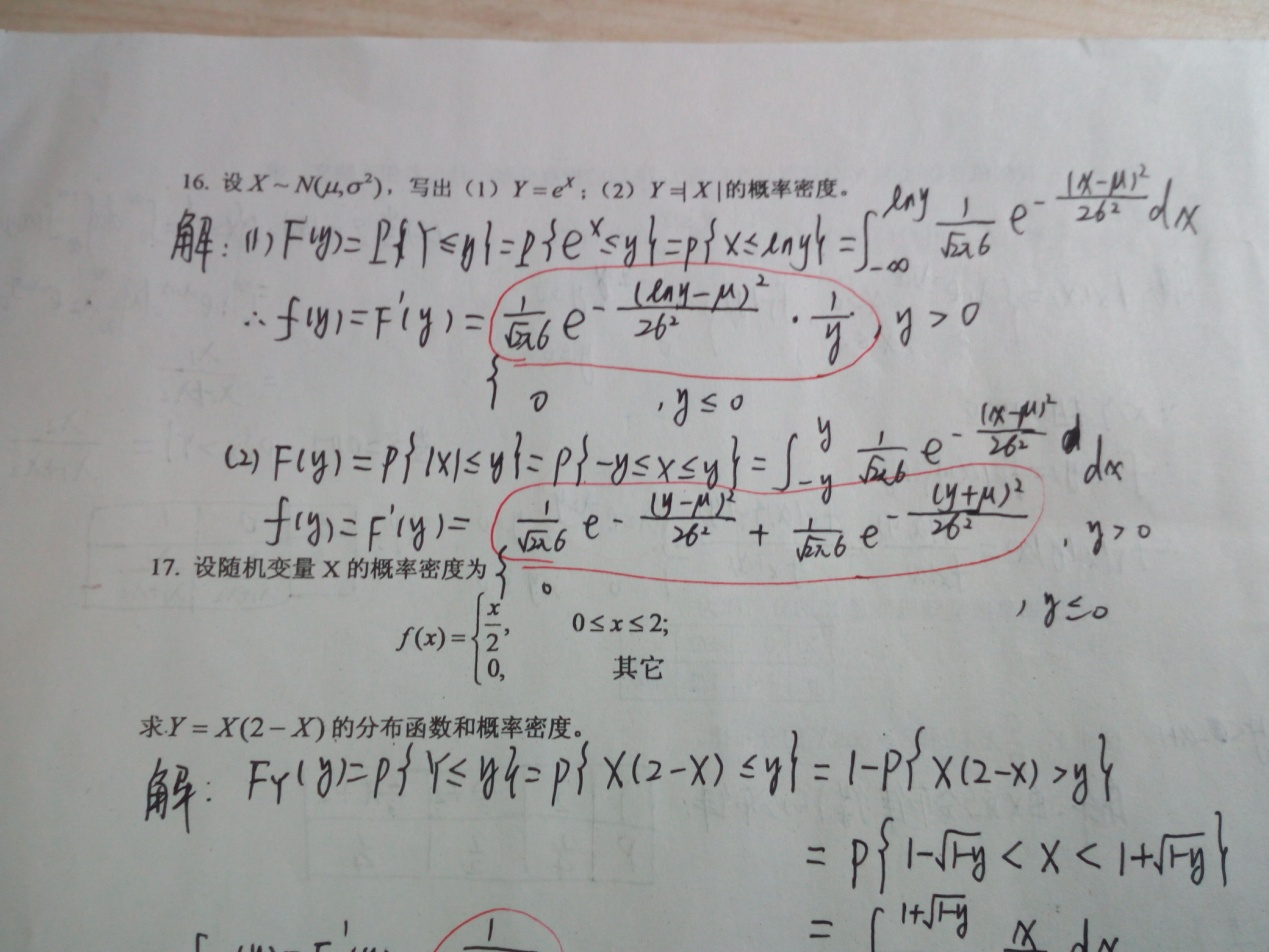 16. 设 X ~ N(μ,σ²)，写出（1）Y = e^X；（2）Y =| X |的概率密度。
解：(1) F(y)=P{Y≤y}=P{e^x≤y}=P{x≤lny}=∫_{-∞}^{lny} 1/(√2π σ) e^{-(x-μ)²/2σ²} dx
∴ f(y)=F'(y)= { 1/(√2π σ) e^{-(lny-μ)²/2σ²} · 1/y , y>0
0 , y≤0
(2) F(y)=P{|x|≤y}=P{-y≤x≤y}=∫_{-y}^{y} 1/(√2π σ) e^{-(x-μ)²/2σ²} dx
f(y)=F'(y)= { 1/(√2π σ) e^{-(y-μ)²/2σ²} + 1/(√2π σ) e^{-(y+μ)²/2σ²} , y>0
0 , y≤0
17. 设随机变量 X 的概率密度为
f(x)= { x/2, 0≤x≤2;
0, 其它
求 Y = X(2−X) 的分布函数和概率密度。
解：F_Y(y)=P{Y≤y}=P{X(2-X)≤y}=1-P{X(2-X)>y}
=P{1-√1-y<X<1+√1-y}
=∫^{1+√1-y} x dx